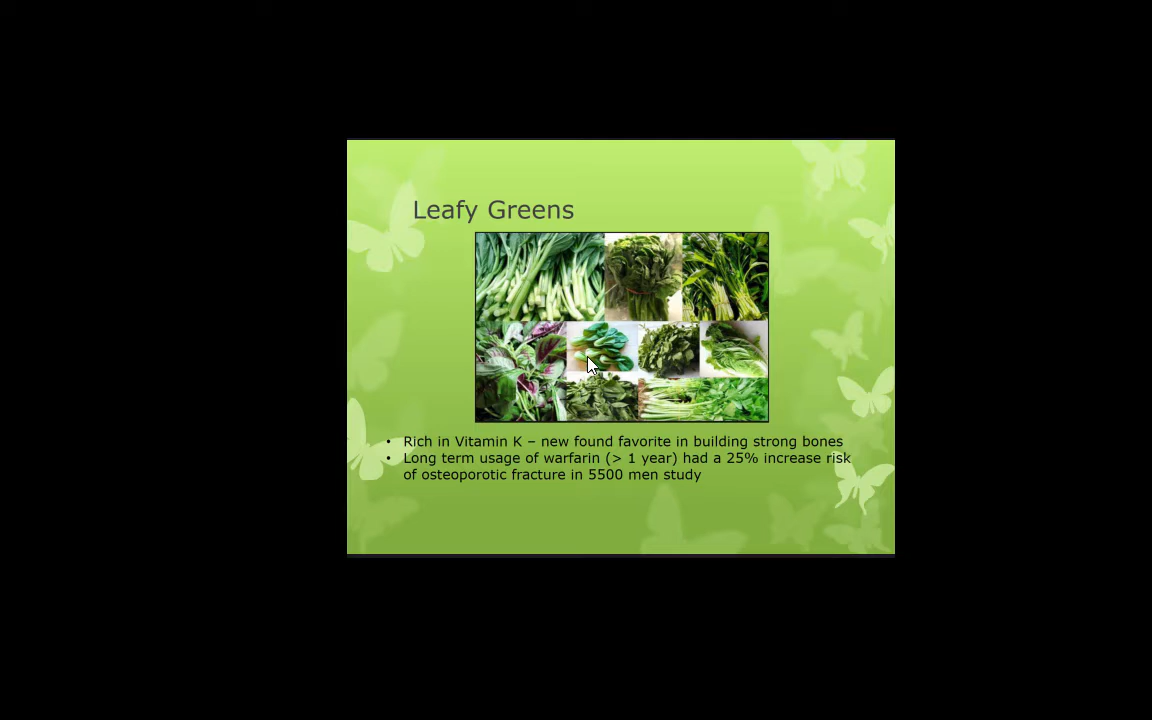 Leafy Greens
• Rich in Vitamin K – new found favorite in building strong bones
• Long term usage of warfarin (> 1 year) had a 25% increase risk
of osteoporotic fracture in 5500 men study